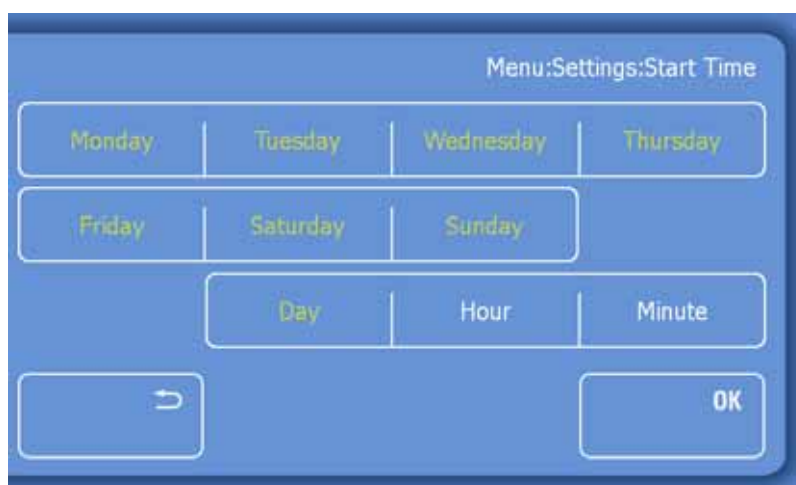 Menu:Settings:Start Time
Monday Tuesday Wednesday Thursday
Friday Saturday Sunday
Day Hour Minute
OK